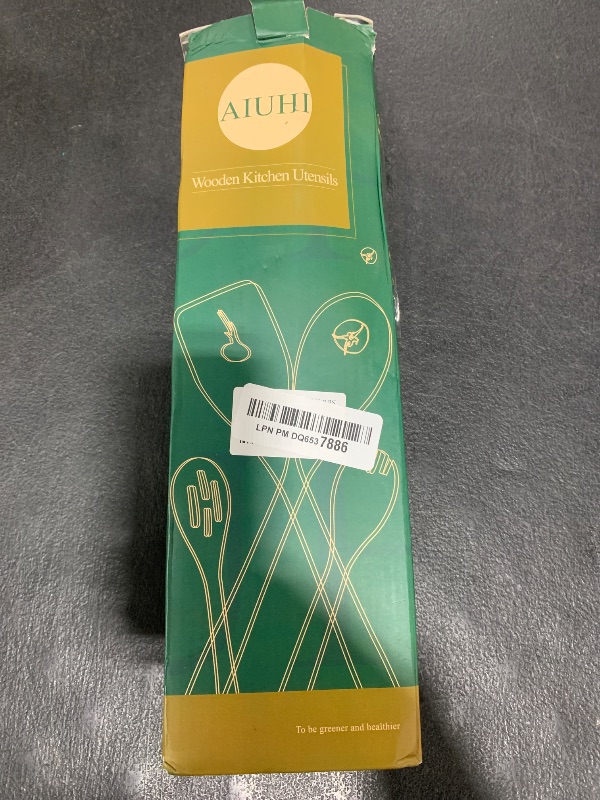 AIUHI
Wooden Kitchen Utensils
LPN PM DQ6537886
To be greener and healthier